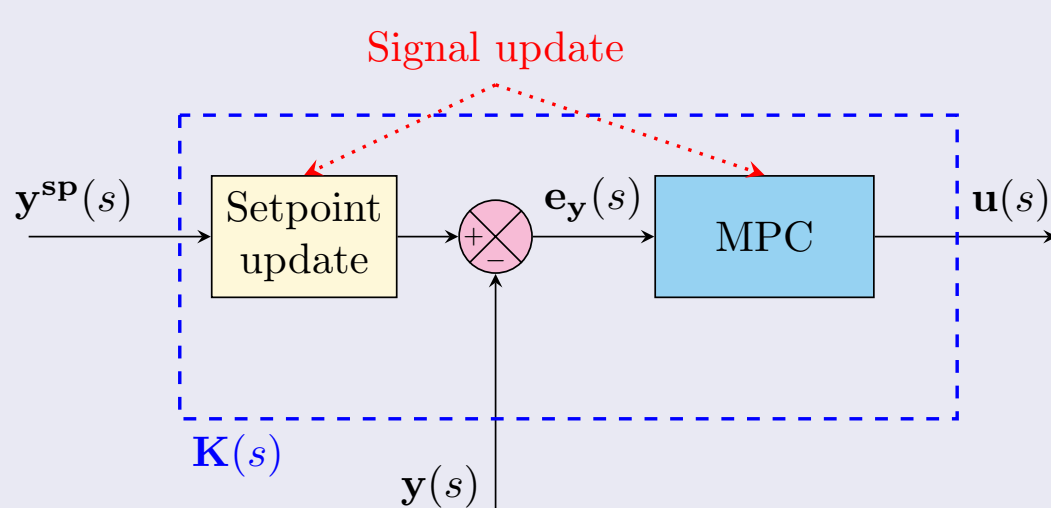 Signal update
y^sp(s)
Setpoint
update
+
−
e_y(s)
MPC
u(s)
K(s)
y(s)